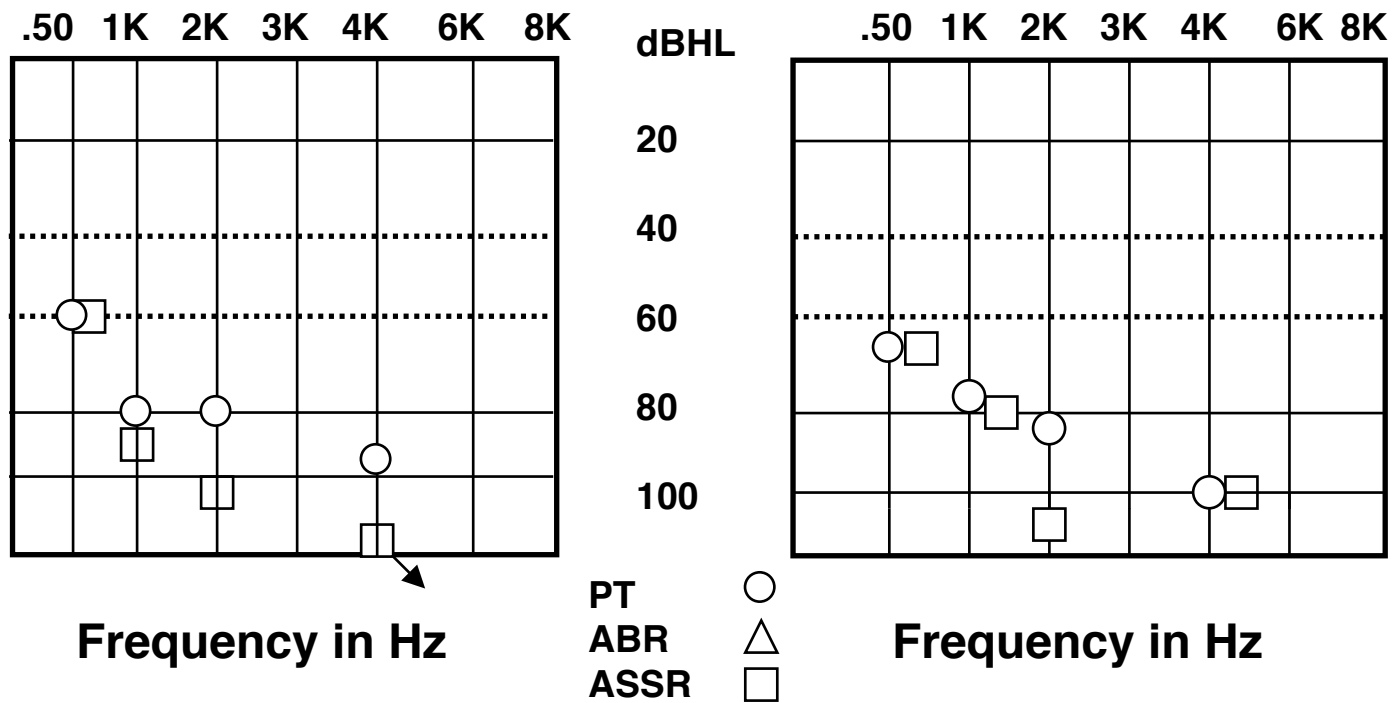 .50 1K 2K 3K 4K 6K 8K
dBHL
.50 1K 2K 3K 4K 6K 8K
20
40
60
80
100
PT
ABR
ASSR
Frequency in Hz
Frequency in Hz